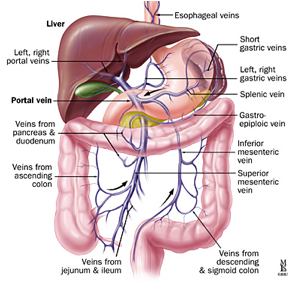 Esophageal veins
Liver
Short
gastric veins
Left, right
portal veins
Left, right
gastric veins
Splenic vein
Portal vein
Gastro-
epiploic vein
Veins from
pancreas &
duodenum
Inferior
mesenteric
vein
Veins from
ascending
colon
Superior
mesenteric
vein
Veins from
jejunum & ileum
Veins from
descending
& sigmoid colon